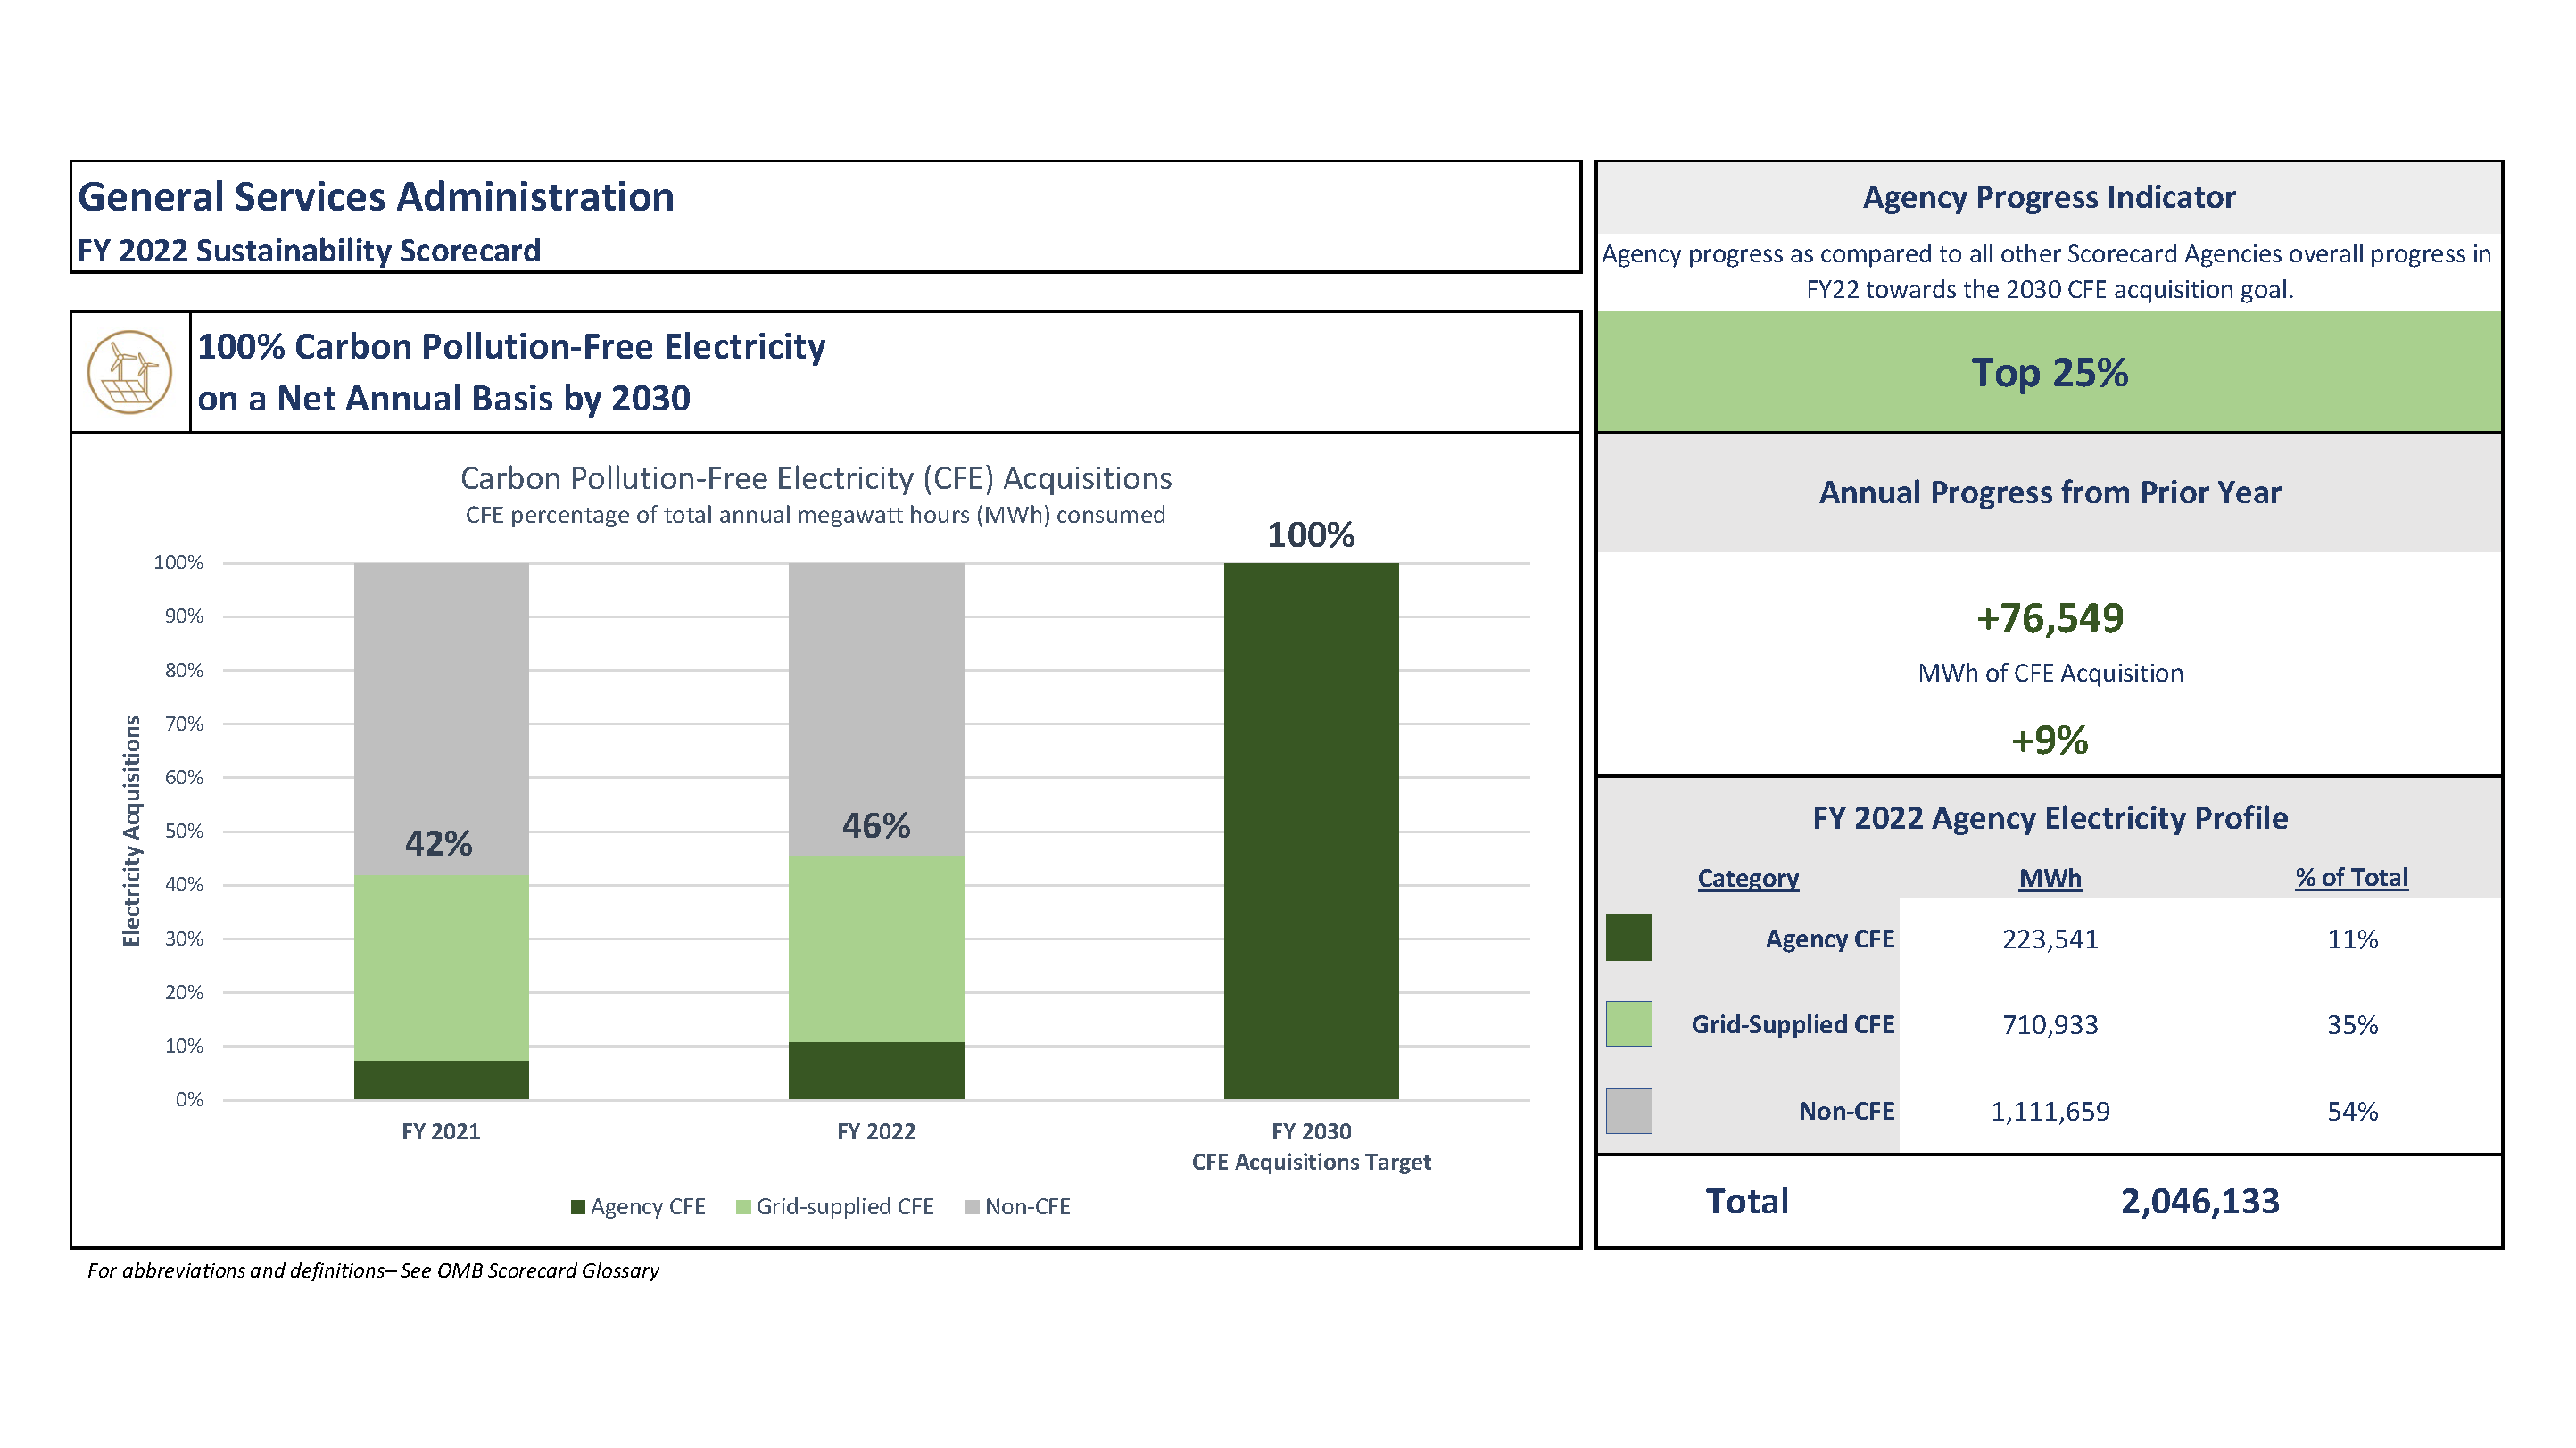 General Services Administration
FY 2022 Sustainability Scorecard
100% Carbon Pollution-Free Electricity
on a Net Annual Basis by 2030
Carbon Pollution-Free Electricity (CFE) Acquisitions
CFE percentage of total annual megawatt hours (MWh) consumed
Electricity Acquisitions
100%
90%
80%
70%
60%
50%
40%
30%
20%
10%
0%
42%
46%
100%
FY 2021
FY 2022
FY 2030
CFE Acquisitions Target
Agency CFE
Grid-supplied CFE
Non-CFE
For abbreviations and definitions– See OMB Scorecard Glossary
Agency Progress Indicator
Agency progress as compared to all other Scorecard Agencies overall progress in
FY22 towards the 2030 CFE acquisition goal.
Top 25%
Annual Progress from Prior Year
+76,549
MWh of CFE Acquisition
+9%
FY 2022 Agency Electricity Profile
Category MWh % of Total
Agency CFE 223,541 11%
Grid-Supplied CFE 710,933 35%
Non-CFE 1,111,659 54%
Total 2,046,133